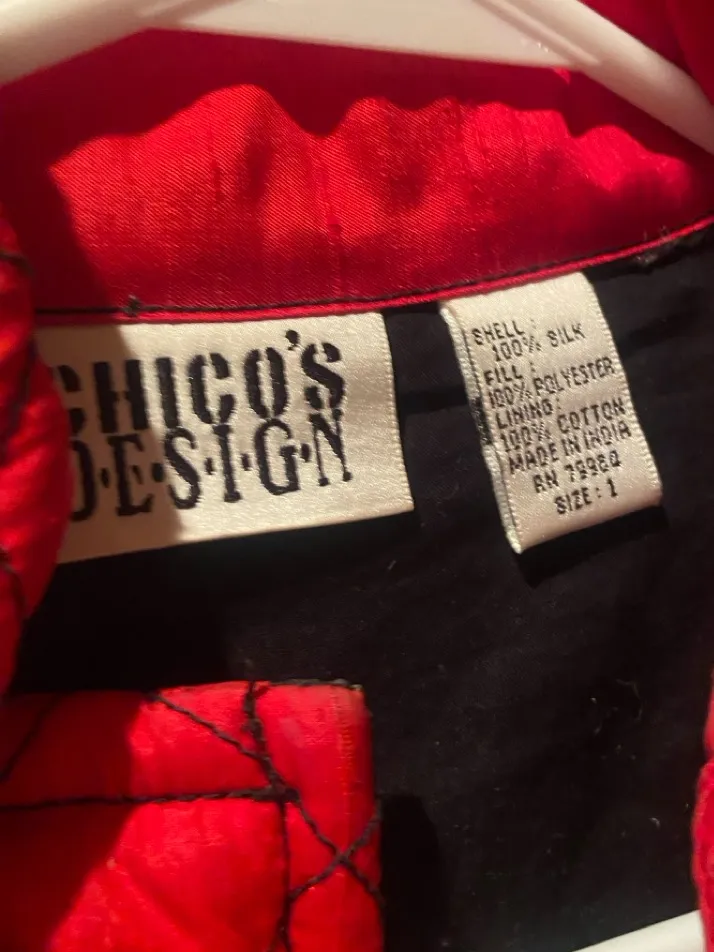 CHICO'S
D·E·S·I·G·N
SHELL :
100% SILK
FILL :
100% POLYESTER
LINING
100% COTTON
MADE IN INDIA
RN 79980
SIZE : 1